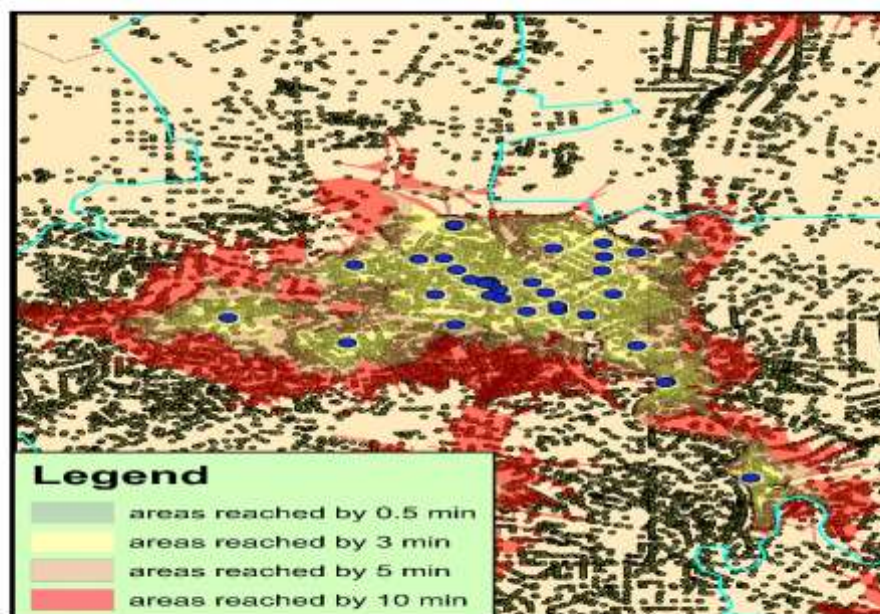 Legend
areas reached by 0.5 min
areas reached by 3 min
areas reached by 5 min
areas reached by 10 min